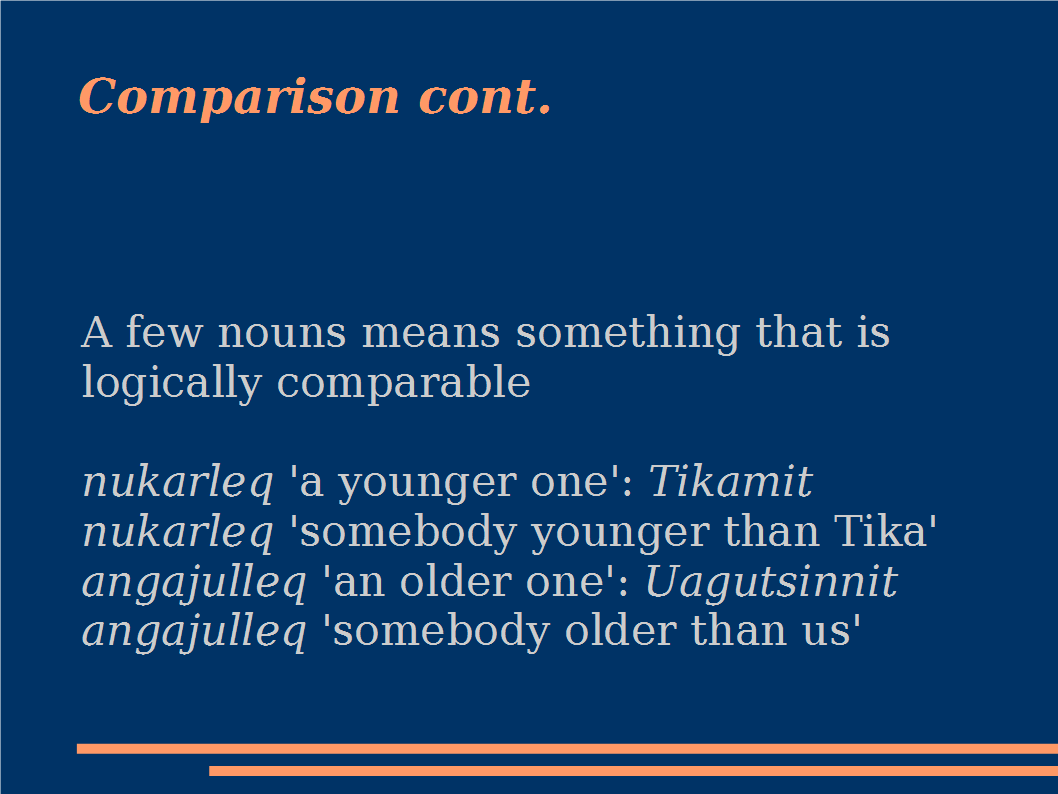 Comparison cont.
A few nouns means something that is
logically comparable
nukarleq 'a younger one': Tikamit
nukarleq 'somebody younger than Tika'
angajulleq 'an older one': Uagutsinnit
angajulleq 'somebody older than us'